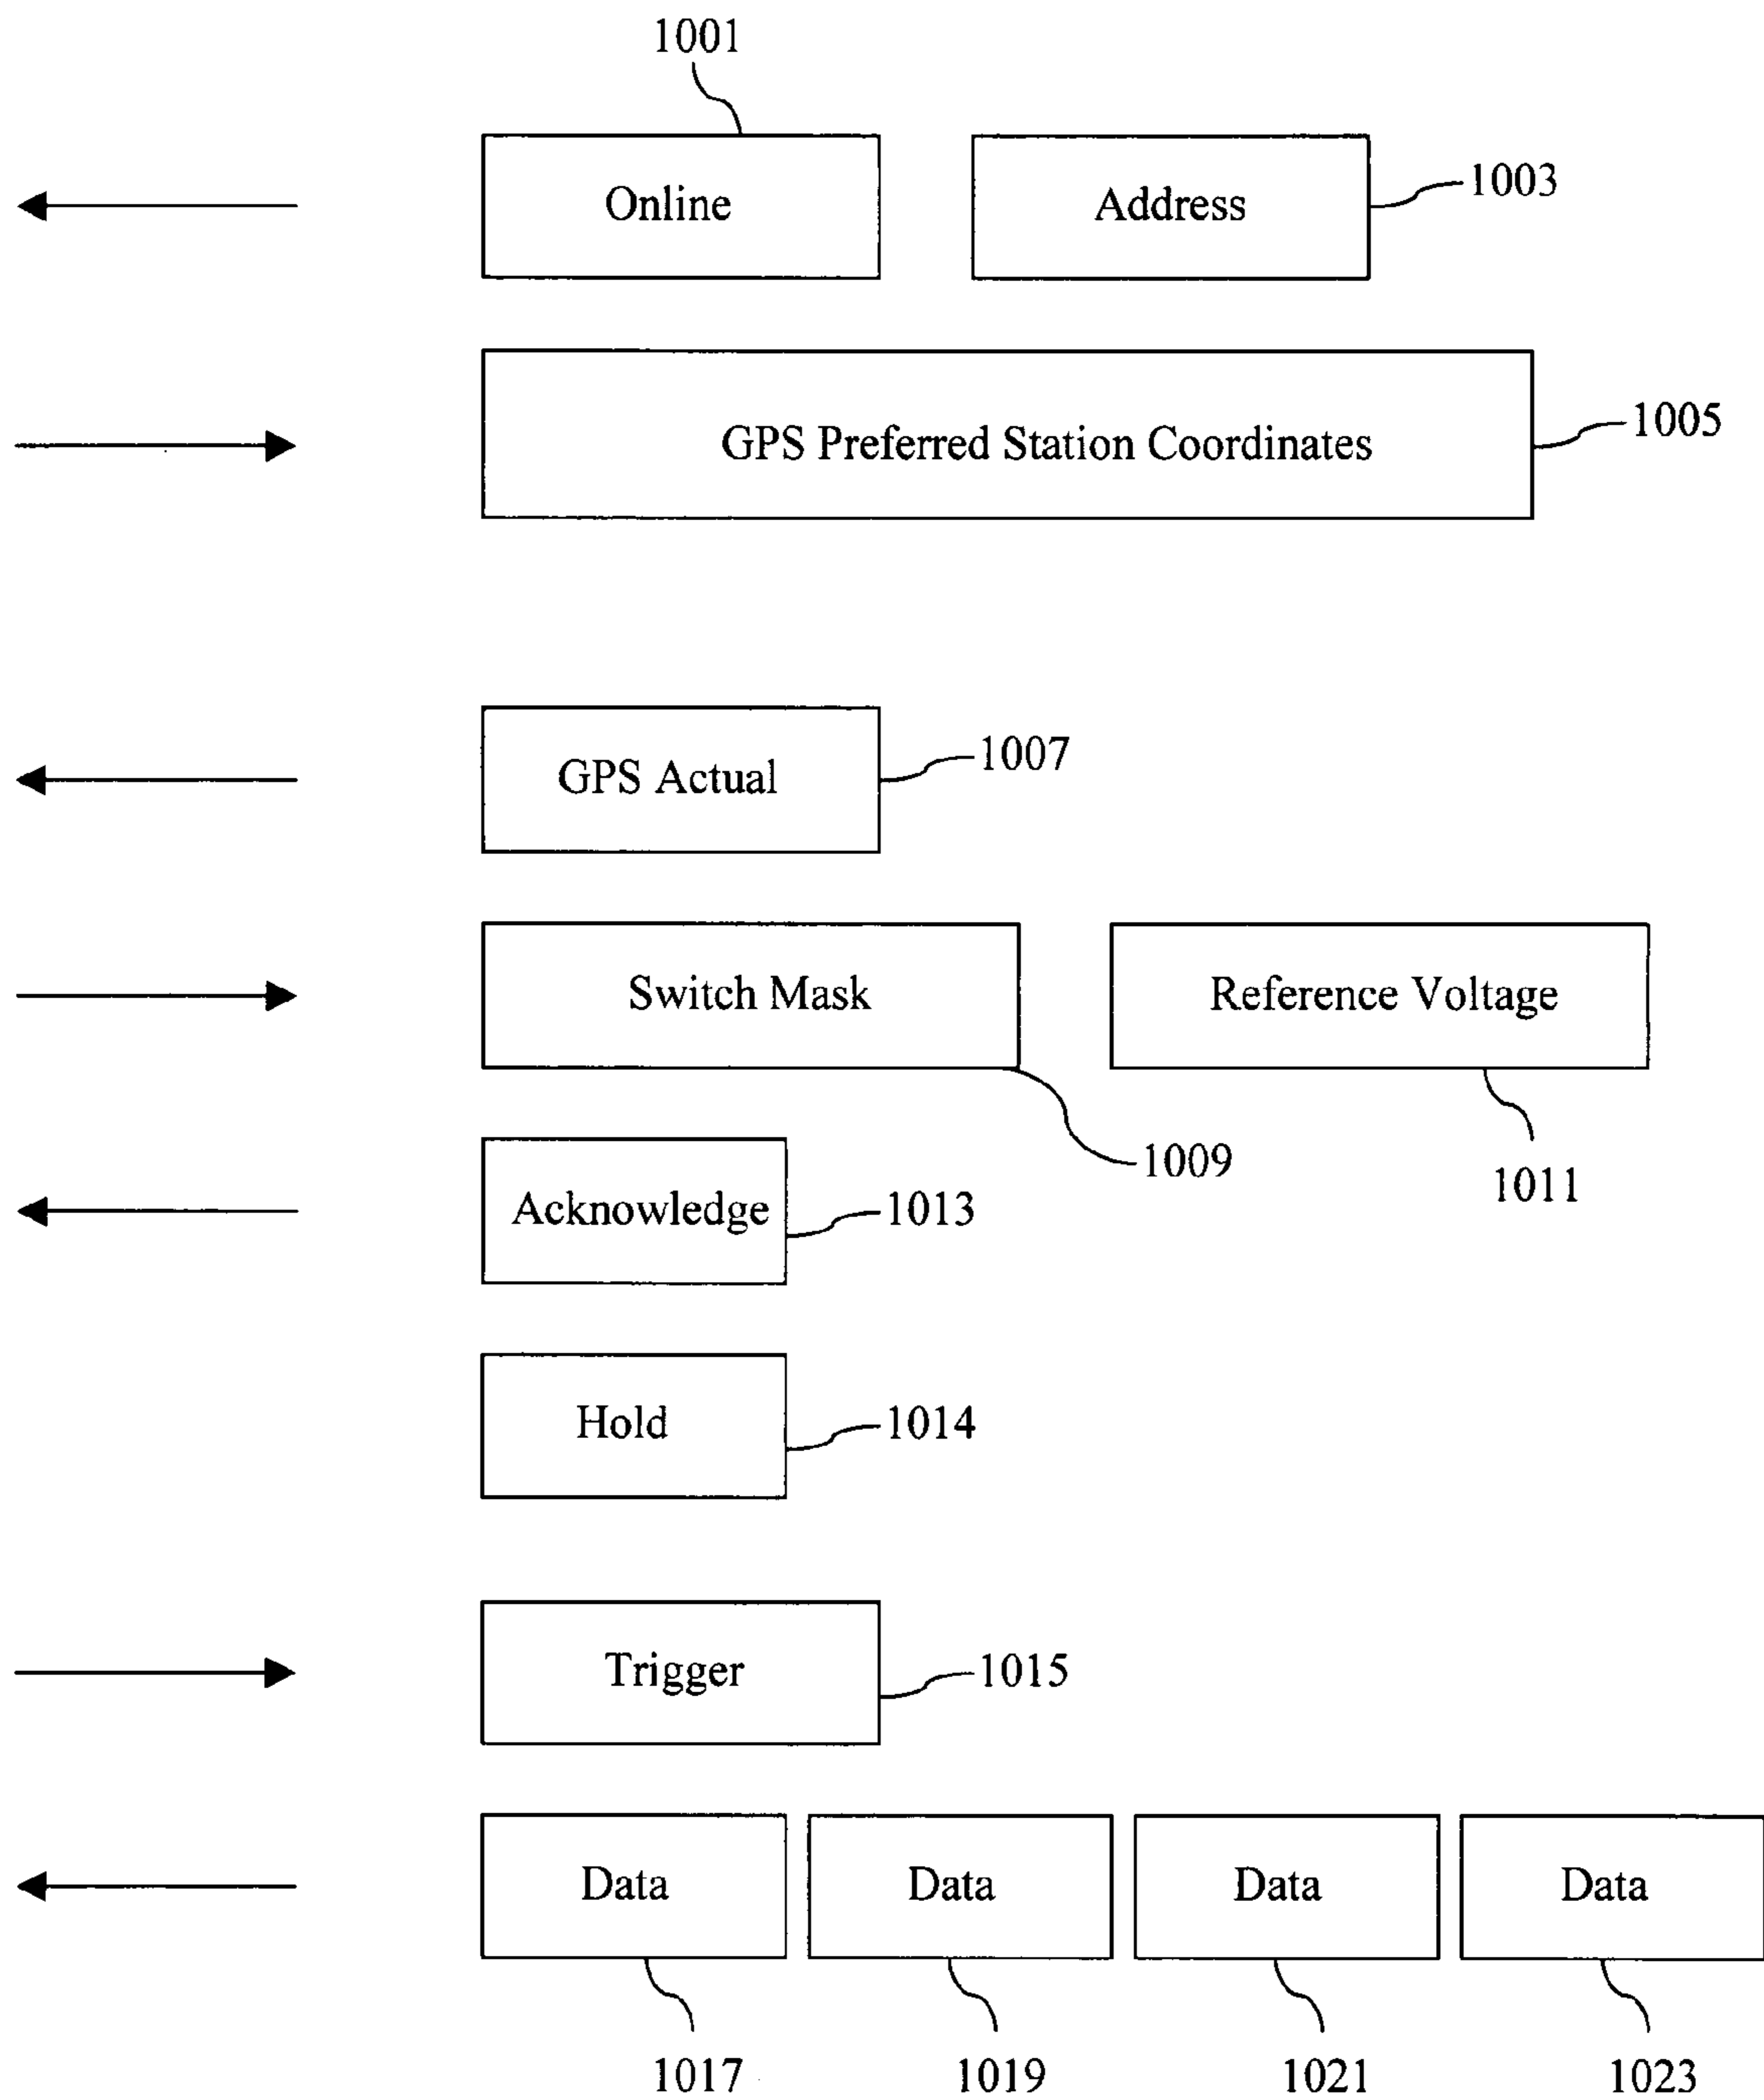 1001
Online
Address
1003
GPS Preferred Station Coordinates
1005
GPS Actual
1007
Switch Mask
Reference Voltage
1009
1011
Acknowledge
1013
Hold
1014
Trigger
1015
Data
Data
Data
Data
1017
1019
1021
1023